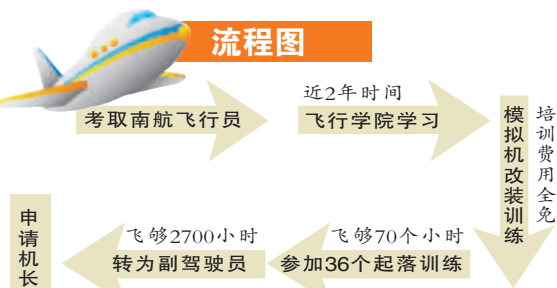 流程图
考取南航飞行员
近2年时间
飞行学院学习
模拟机改装训练
培训费用全免
飞够70个小时
参加36个起落训练
飞够2700小时
转为副驾驶员
申请机长